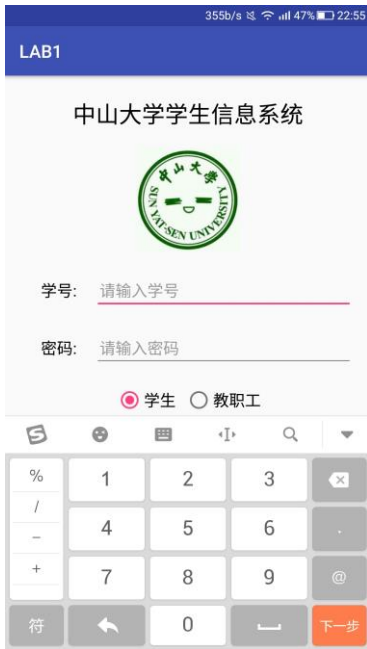 355b/s 47% 22:55
LAB1
中山大学学生信息系统
中山大学
SUN YAT-SEN UNIVERSITY
学号: 请输入学号
密码: 请输入密码
学生 教职工
% 1 2 3
/
- 4 5 6 .
+ 7 8 9 @
符 0 下一步